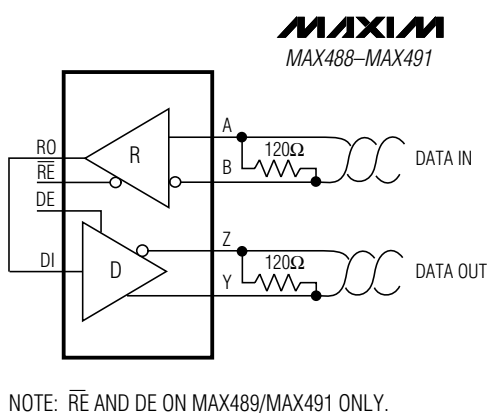 MAXIM
MAX488–MAX491
A
RO
R
120Ω
DATA IN
B
RE
DE
Z
DI
D
120Ω
DATA OUT
Y
NOTE: RE AND DE ON MAX489/MAX491 ONLY.